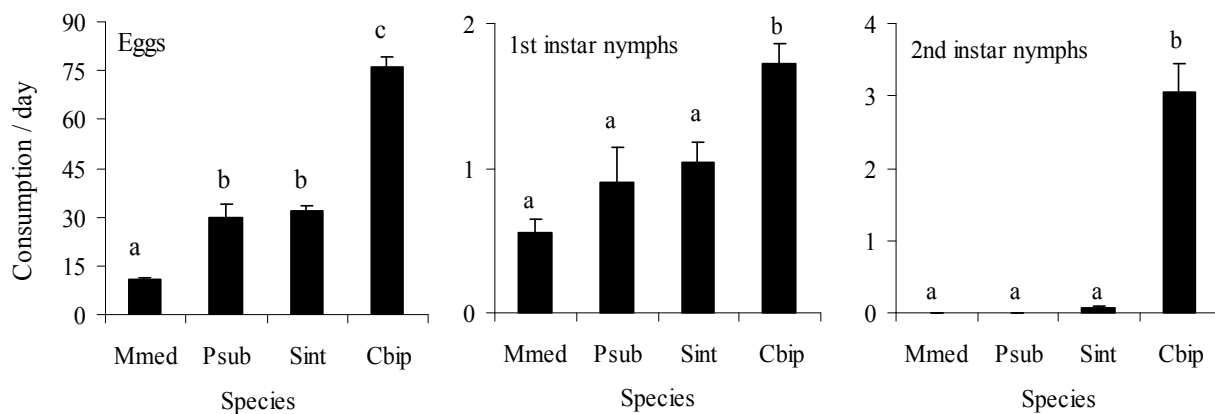 Consumption / day
Eggs
90
75
60
45
30
15
0
a
b
b
c
Mmed Psub Sint Cbip
Species
1st instar nymphs
2
1
0
a
a
a
b
Mmed Psub Sint Cbip
Species
2nd instar nymphs
4
3
2
1
0
a
a
a
b
Mmed Psub Sint Cbip
Species